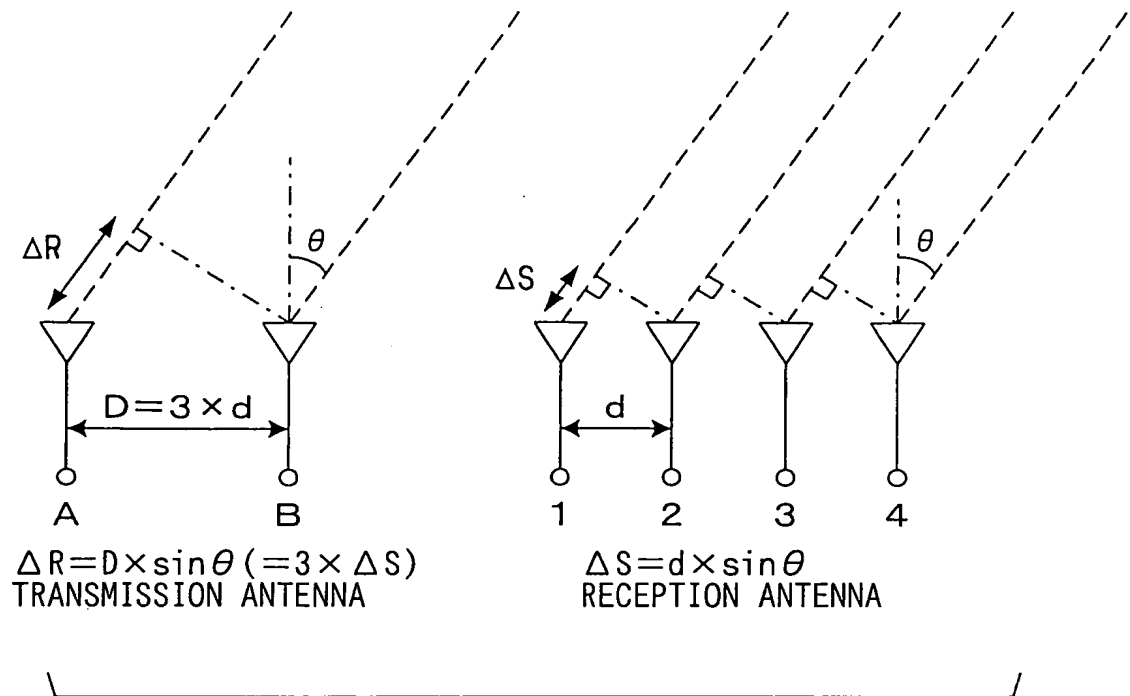 ΔR
θ
ΔS
θ
D=3×d
d
A
B
1
2
3
4
ΔR=D×sinθ(=3×ΔS)
TRANSMISSION ANTENNA
ΔS=d×sinθ
RECEPTION ANTENNA